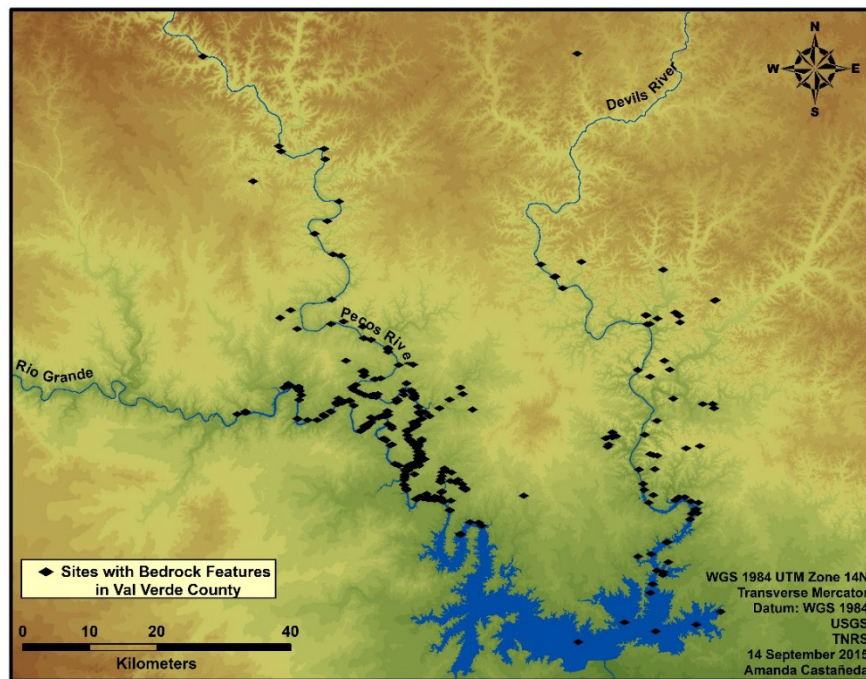 N
W E
S
Devils River
Pecos River
Rio Grande
Sites with Bedrock Features
in Val Verde County
0 10 20 40
Kilometers
WGS 1984 UTM Zone 14N
Transverse Mercator
Datum: WGS 1984
USGS
TNRS
14 September 2015
Amanda Castañeda